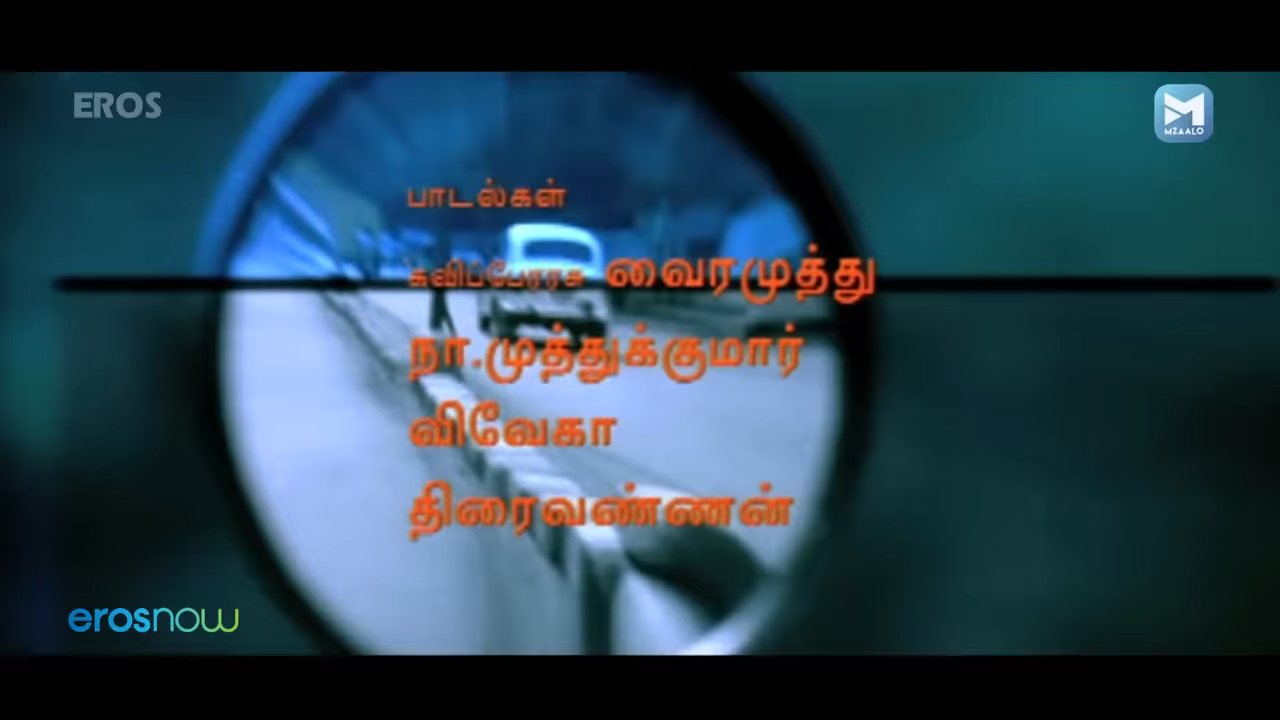 EROS
MZAALO
பாடல்கள்
கவிப்பேரரசு வைரமுத்து
நா.முத்துக்குமார்
விவேகா
திரைவண்ணன்
erosnow